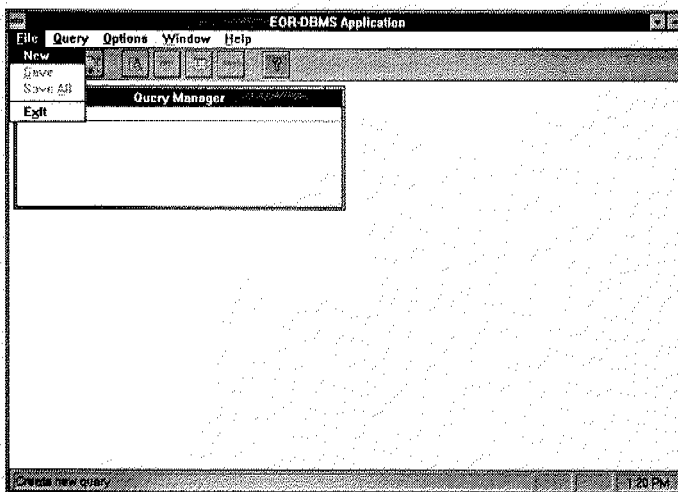 EOR-DBMS Application
File Query Options Window Help
New
Save
Save All
Exit
Query Manager
Create new query
1:20 PM